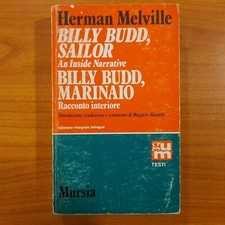 Herman Melville
BILLY BUDD,
SAILOR
An Inside Narrative
BILLY BUDD,
MARINAIO
Racconto interiore
Introduzione, traduzione e commento di Ruggero Bianchi
edizione integrale bilingue
gum
TESTI
Mursia